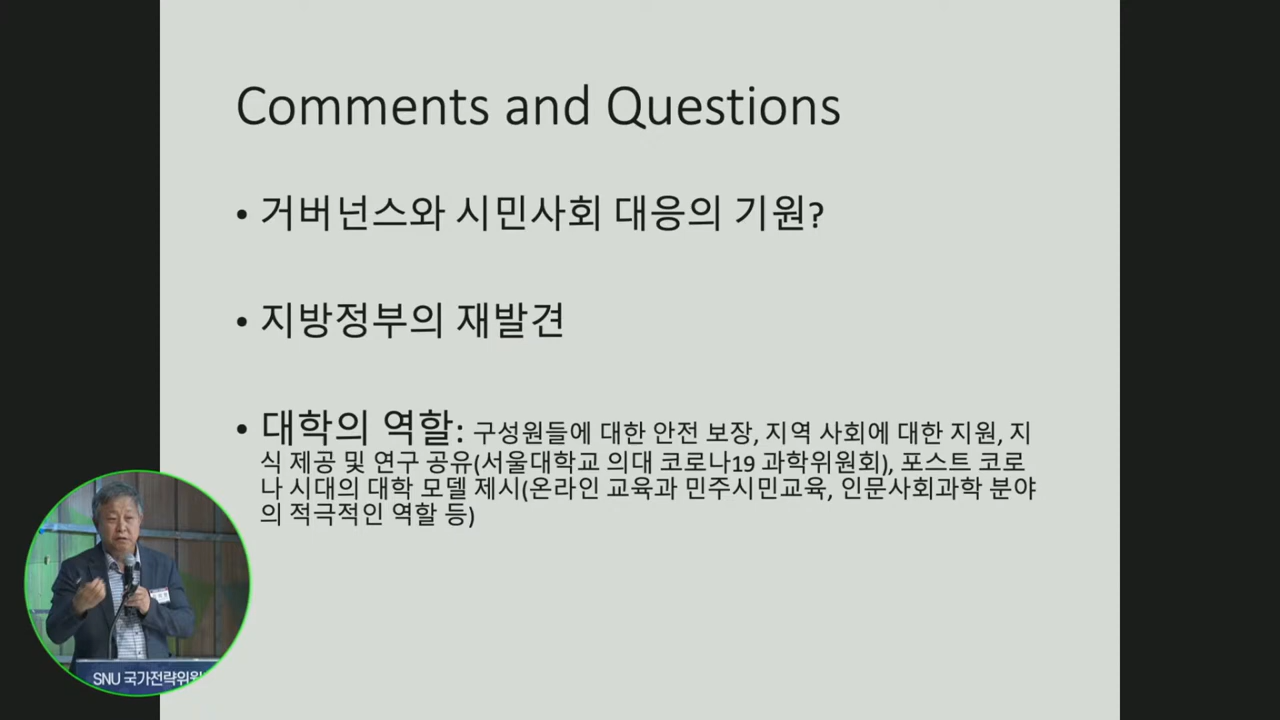 Comments and Questions
• 거버넌스와 시민사회 대응의 기원?
• 지방정부의 재발견
• 대학의 역할: 구성원들에 대한 안전 보장, 지역 사회에 대한 지원, 지
식 제공 및 연구 공유(서울대학교 의대 코로나19 과학위원회), 포스트 코로
나 시대의 대학 모델 제시(온라인 교육과 민주시민교육, 인문사회과학 분야
의 적극적인 역할 등)
SNU 국가전략위원